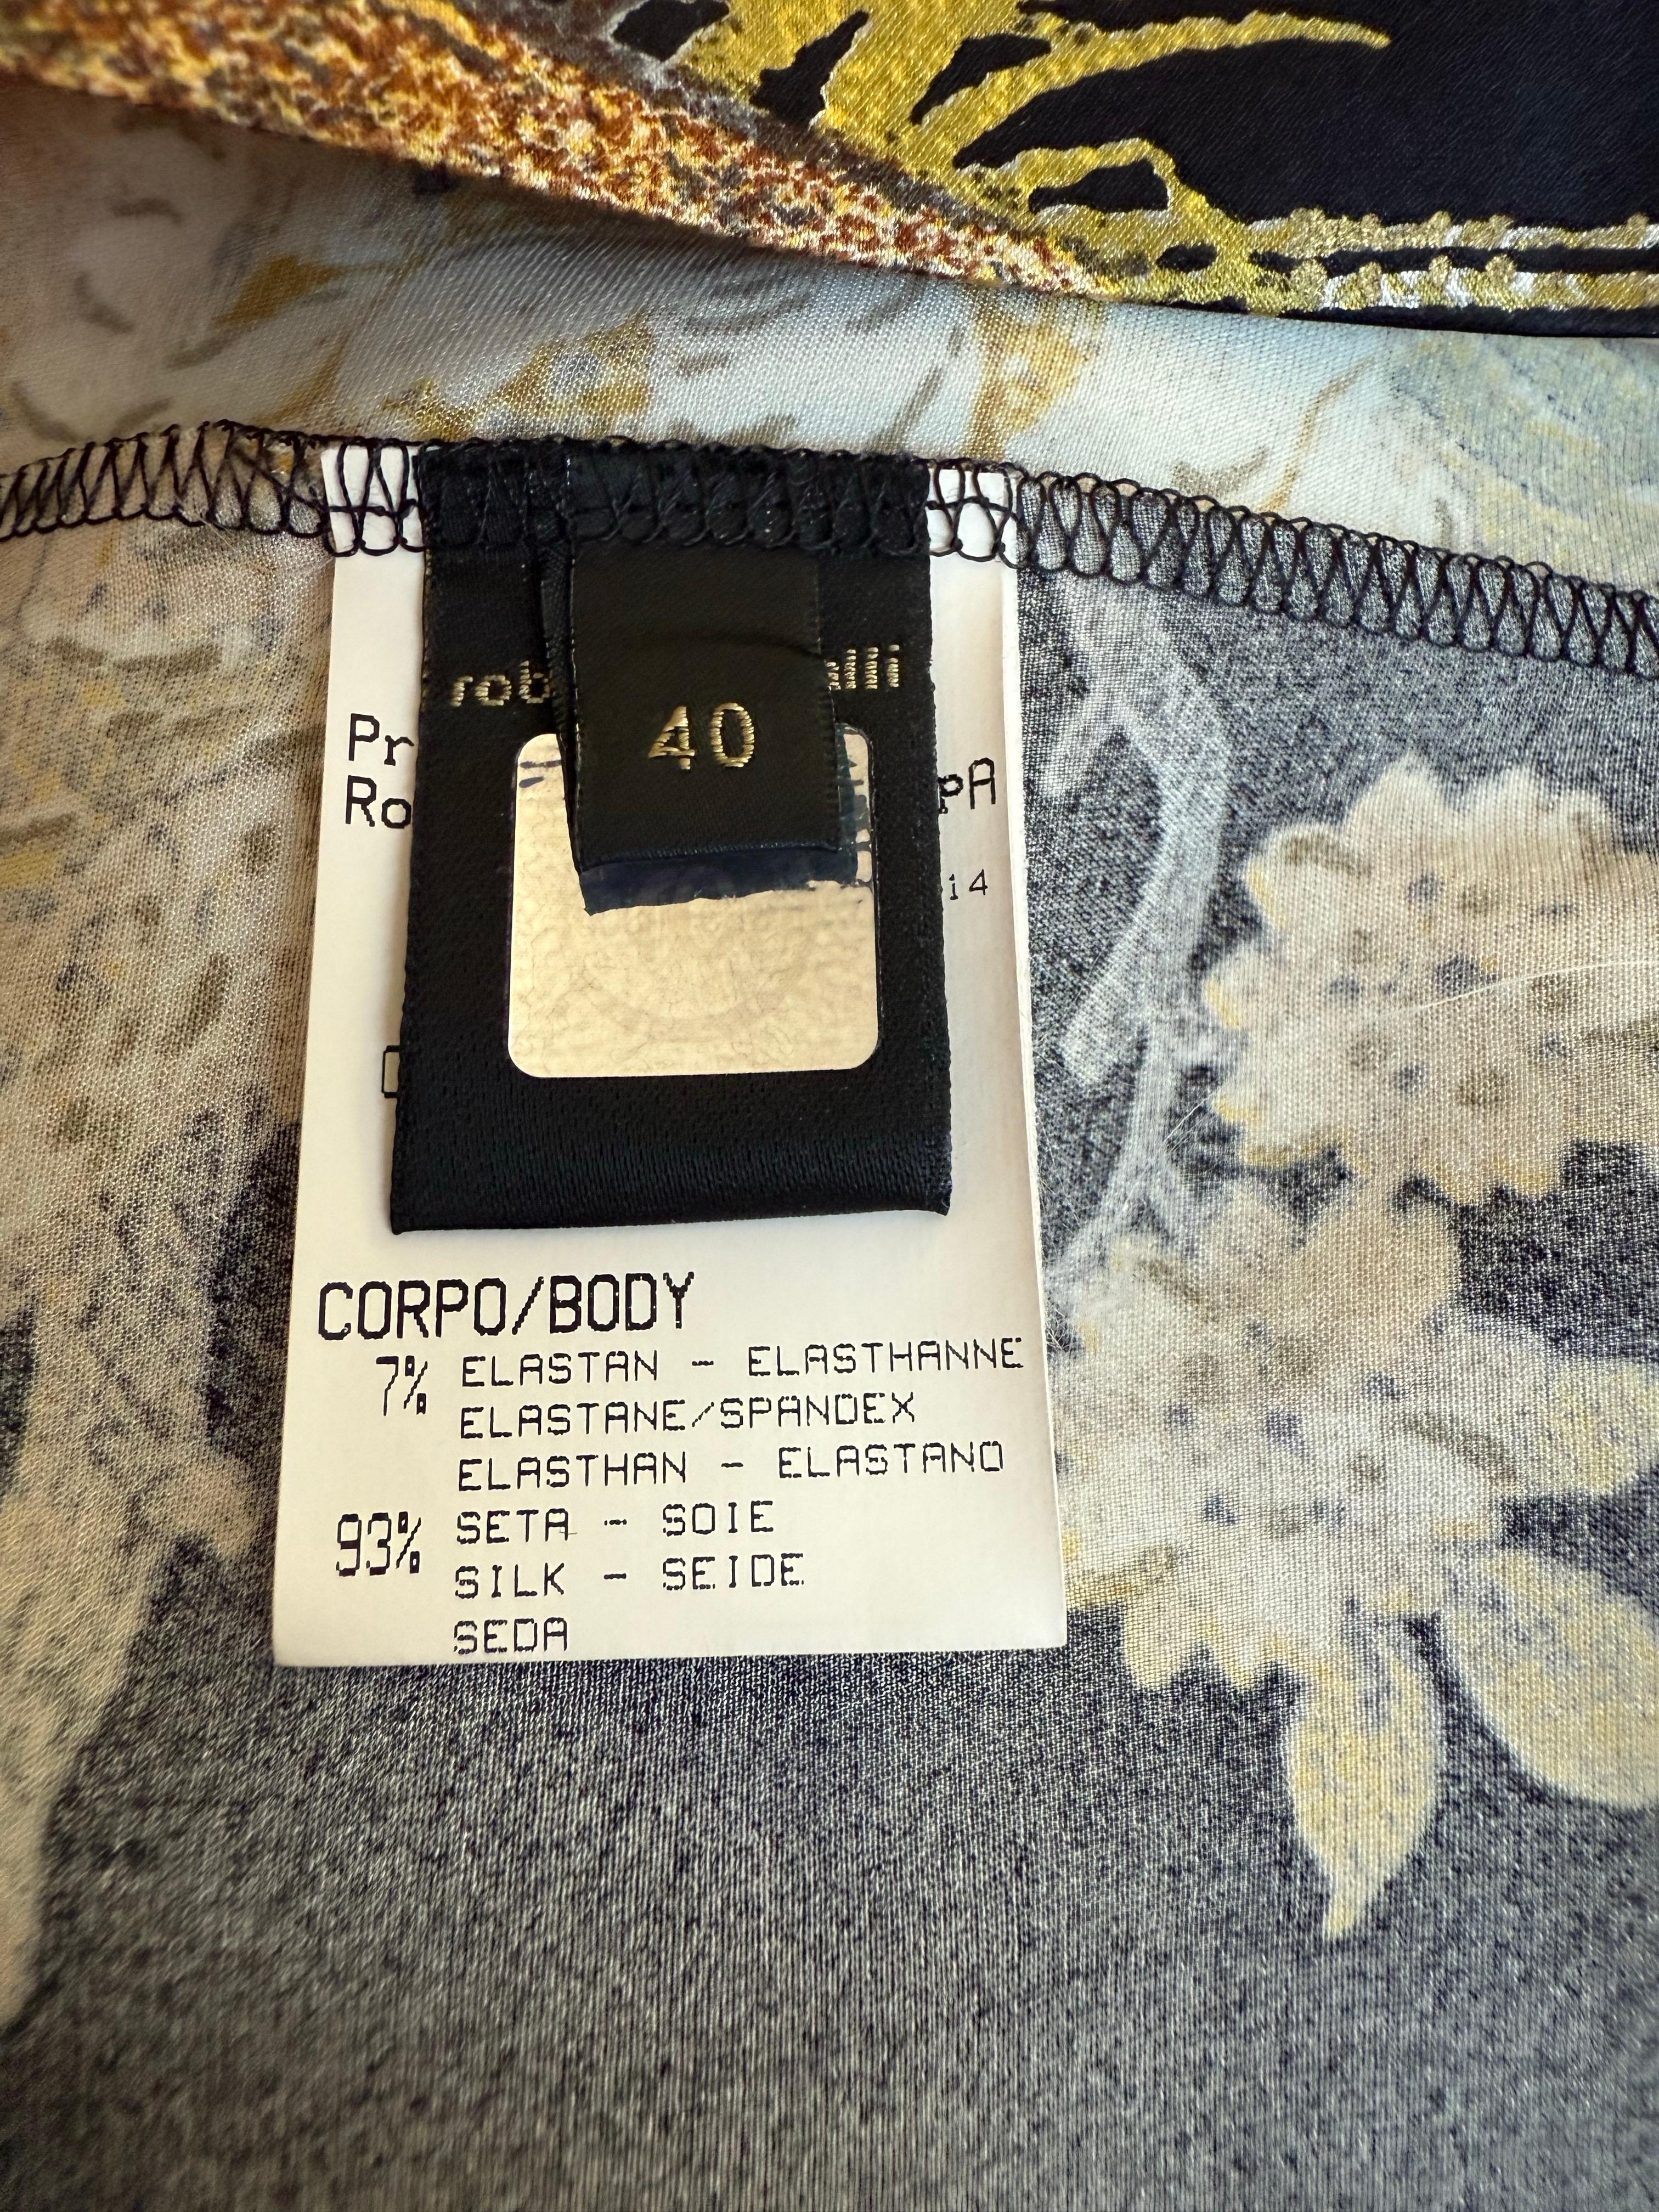 40
CORPO/BODY
7% ELASTAN - ELASTHANNE
ELASTANE/SPANDEX
ELASTHAN - ELASTANO
93% SETA - SOIE
SILK - SEIDE
SEDA